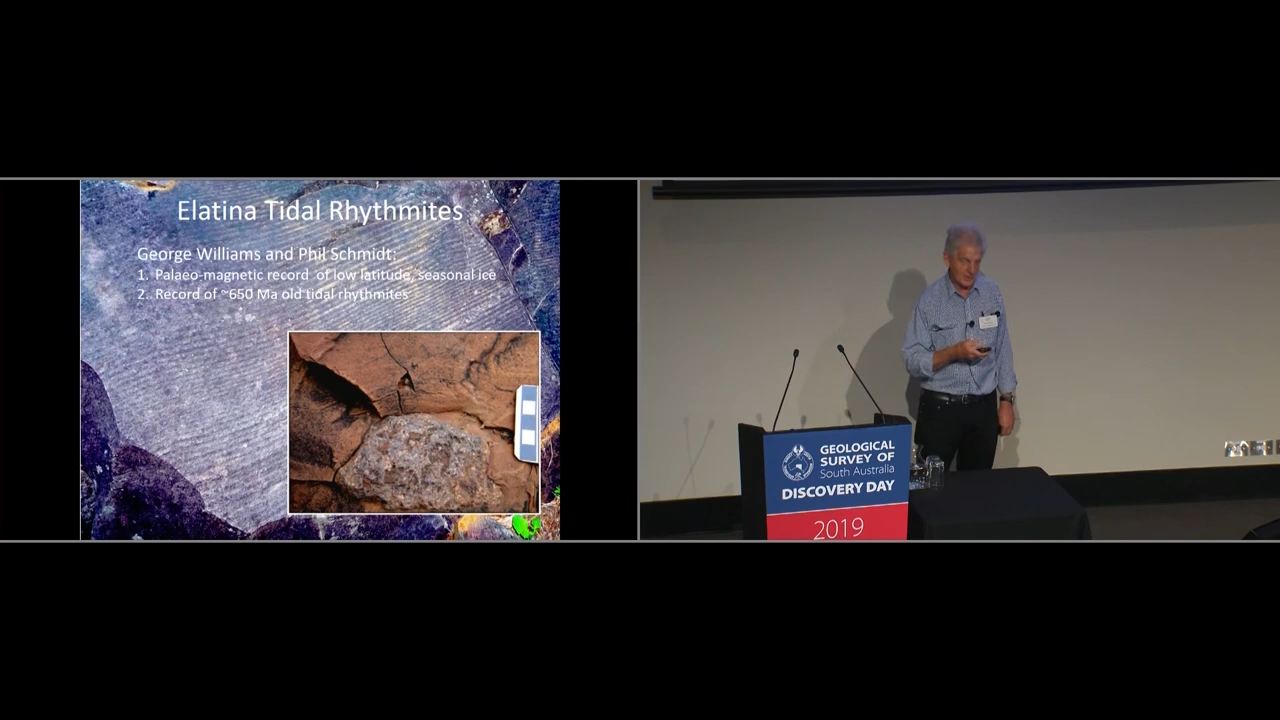 Elatina Tidal Rhythmites
George Williams and Phil Schmidt:
1. Palaeo-magnetic record of low latitude, seasonal ice
2. Record of ~650 Ma old tidal rhythmites
GEOLOGICAL
SURVEY OF
South Australia
DISCOVERY DAY
2019